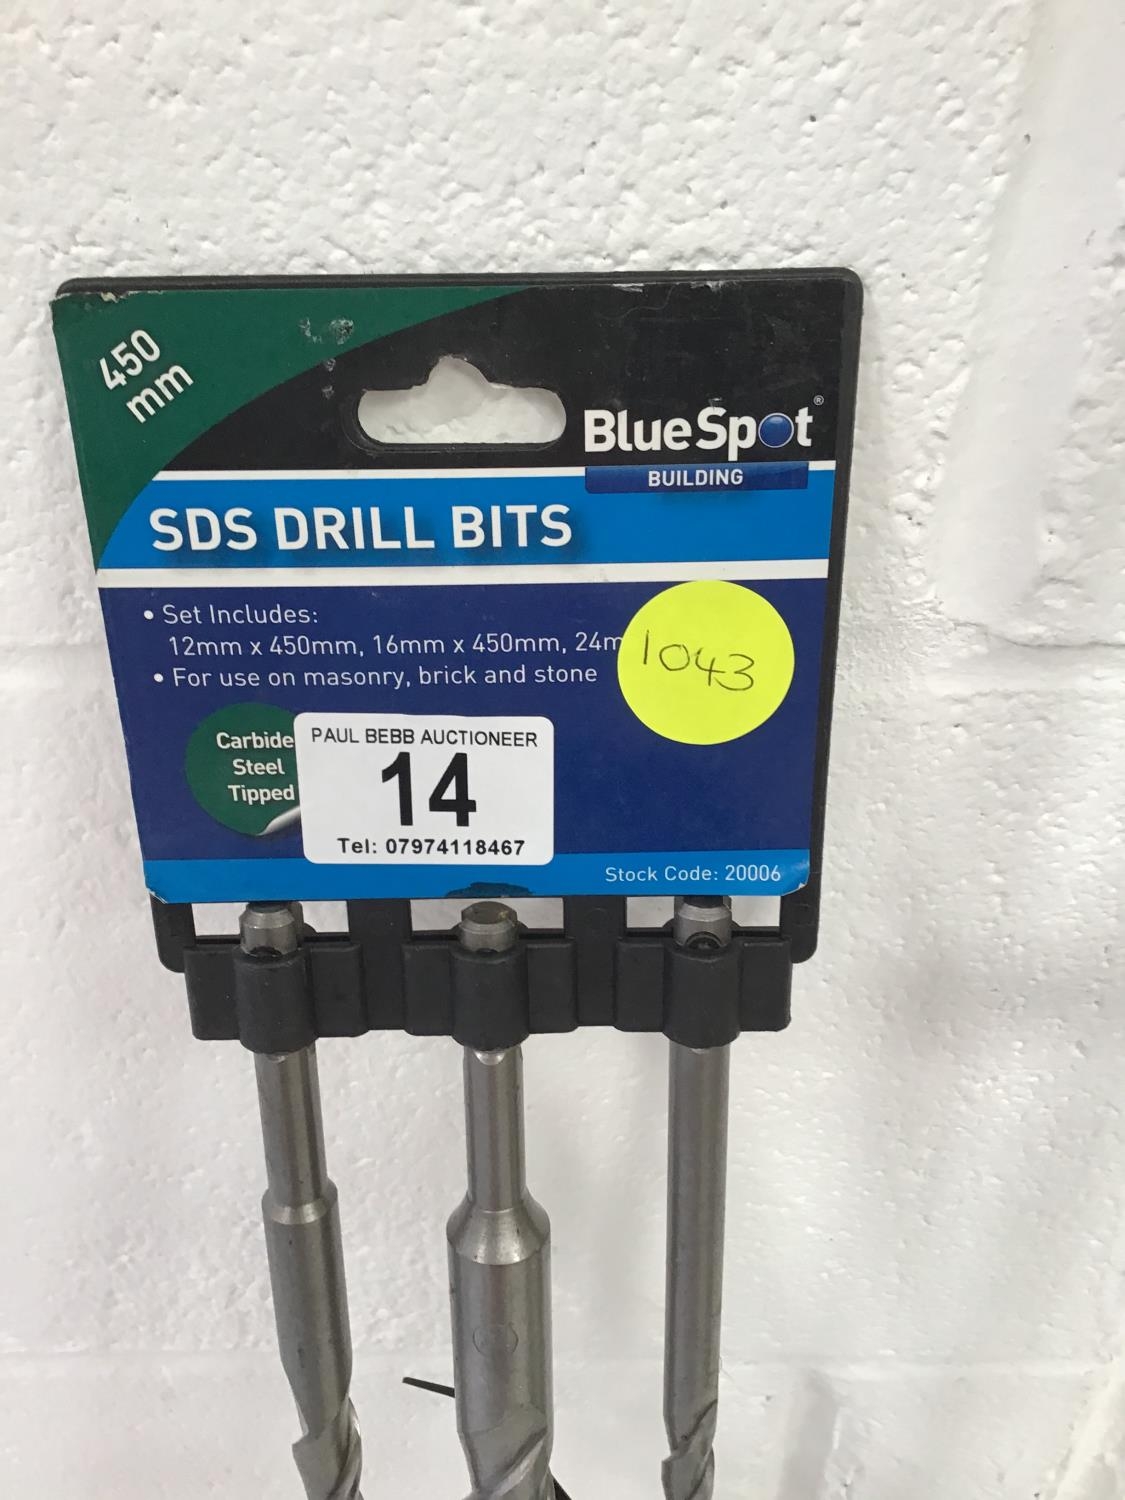 450
mm
BlueSpot®
BUILDING
SDS DRILL BITS
• Set Includes:
12mm x 450mm, 16mm x 450mm, 24m
1043
• For use on masonry, brick and stone
Carbide
Steel
Tipped
PAUL BEBB AUCTIONEER
14
Tel: 07974118467
Stock Code: 20006